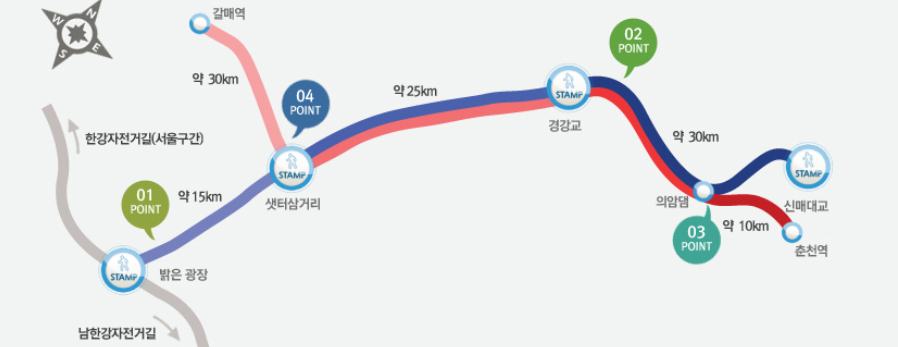 N
E
S
갈매역
약 30km
04
POINT
약 25km
02
POINT
STAMP
경강교
한강자전거길(서울구간)
약 30km
STAMP
샛터삼거리
01
POINT
약 15km
STAMP
신매대교
의암댐
03
POINT
약 10km
춘천역
STAMP
밝은 광장
남한강자전거길